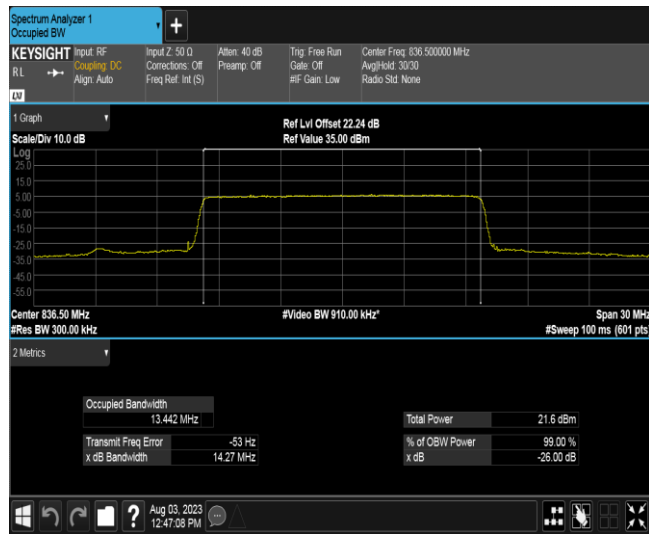 Spectrum Analyzer 1
Occupied BW
KEYSIGHT
RL
LXI
Input: RF
Coupling: DC
Align: Auto
Input Z: 50 Ω
Corrections: Off
Freq Ref: Int (S)
Atten: 40 dB
Preamp: Off
Trig: Free Run
Gate: Off
#IF Gain: Low
Center Freq: 836.500000 MHz
Avg|Hold: 30/30
Radio Std: None
1 Graph
Scale/Div 10.0 dB
Ref Lvl Offset 22.24 dB
Ref Value 35.00 dBm
Log
25.0
15.0
5.00
-5.00
-15.0
-25.0
-35.0
-45.0
-55.0
Center 836.50 MHz
#Res BW 300.00 kHz
#Video BW 910.00 kHz*
Span 30 MHz
#Sweep 100 ms (601 pts)
2 Metrics
Occupied Bandwidth
13.442 MHz
Transmit Freq Error -53 Hz
x dB Bandwidth 14.27 MHz
Total Power 21.6 dBm
% of OBW Power 99.00 %
x dB -26.00 dB
?
Aug 03, 2023
12:47:08 PM